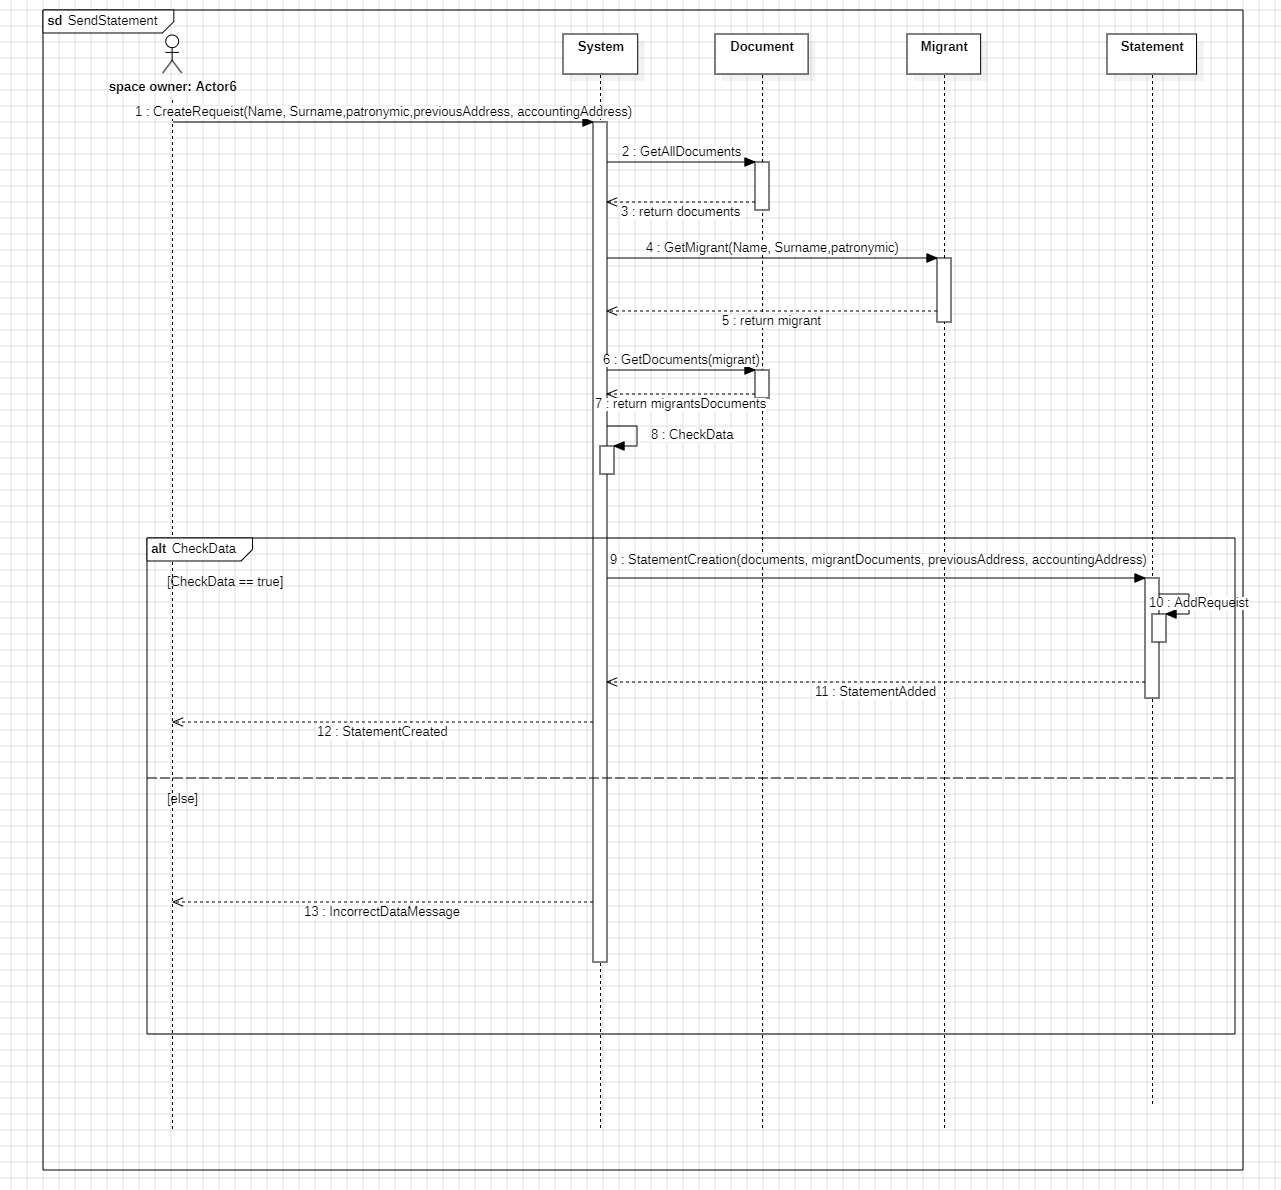 sd SendStatement
System
Document
Migrant
Statement
space owner: Actor6
1 : CreateRequeist(Name, Surname,patronymic,previousAddress, accountingAddress)
2 : GetAllDocuments
3 : return documents
4 : GetMigrant(Name, Surname,patronymic)
5 : return migrant
6 : GetDocuments(migrant)
7 : return migrantsDocuments
8 : CheckData
alt CheckData
9 : StatementCreation(documents, migrantDocuments, previousAddress, accountingAddress)
[CheckData == true]
10 : AddRequeist
11 : StatementAdded
12 : StatementCreated
[else]
13 : IncorrectDataMessage